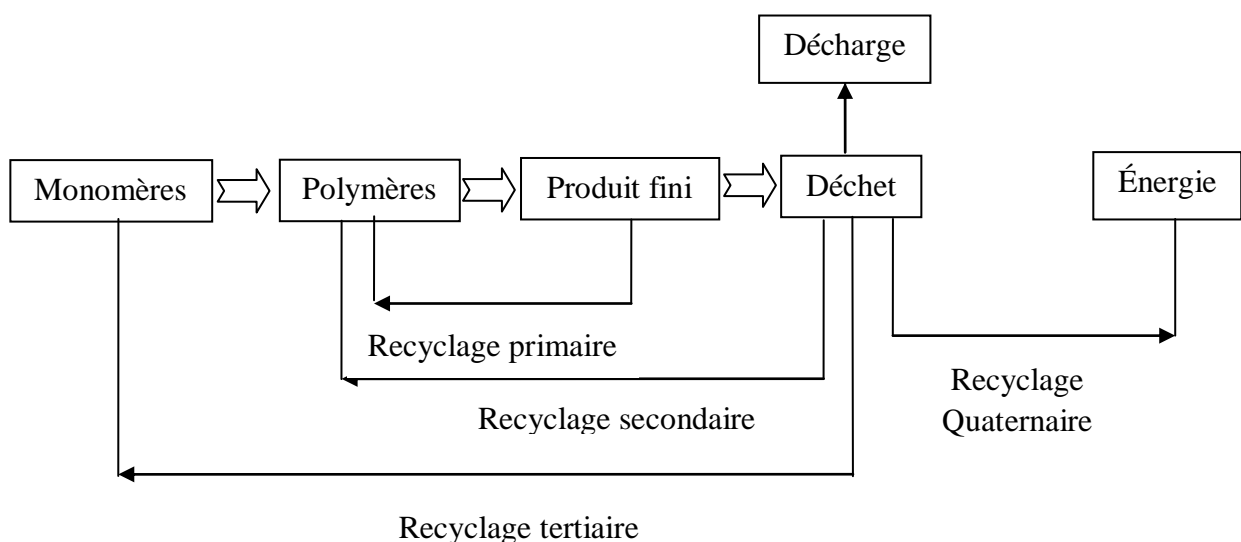 Décharge
Monomères
Polymères
Produit fini
Déchet
Énergie
Recyclage primaire
Recyclage
Quaternaire
Recyclage secondaire
Recyclage tertiaire